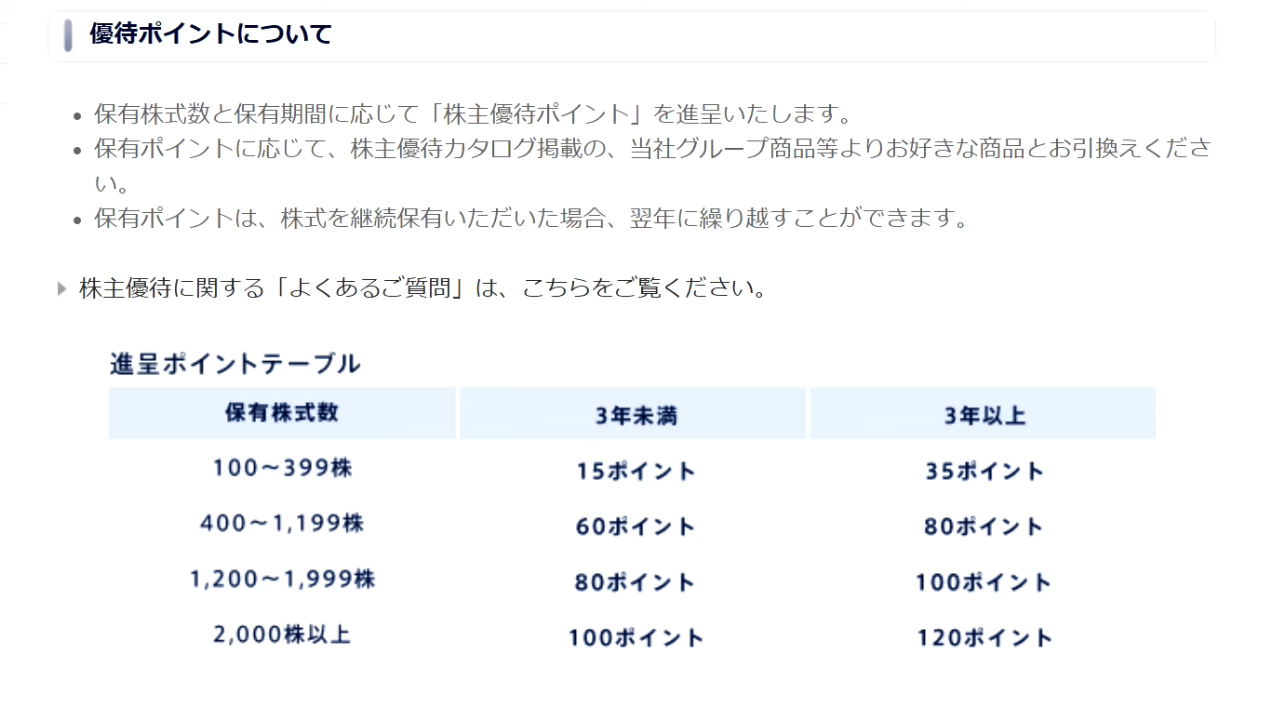 優待ポイントについて
保有株式数と保有期間に応じて「株主優待ポイント」を進呈いたします。
保有ポイントに応じて、株主優待カタログ掲載の、当社グループ商品等よりお好きな商品とお引換えくださ
い。
保有ポイントは、株式を継続保有いただいた場合、翌年に繰り越すことができます。
株主優待に関する「よくあるご質問」は、こちらをご覧ください。
進呈ポイントテーブル
保有株式数 3年未満 3年以上
100～399株 15ポイント 35ポイント
400～1,199株 60ポイント 80ポイント
1,200～1,999株 80ポイント 100ポイント
2,000株以上 100ポイント 120ポイント